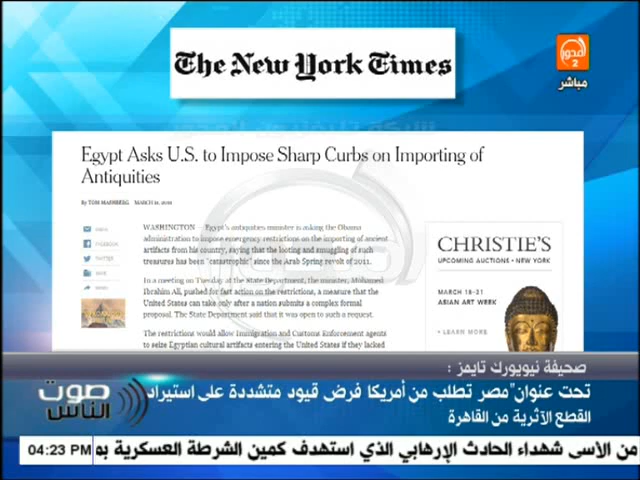 The New York Times
المحور
2
مباشر
Egypt Asks U.S. to Impose Sharp Curbs on Importing of
Antiquities
By TOM MASHBERG MARCH
WASHINGTON — Egypt's antiquities minister is asking the Obama
administration to impose emergency restrictions on the importing of ancient
artifacts from his country, saying that the looting and smuggling of such
treasures has been "catastrophic" since the Arab Spring revolt of 2011.
In a meeting on Tuesday at the State Department, the minister, Mohamed
Ibrahim Ali, pushed for fast action on the restrictions, a measure that the
United States can take only after a nation submits a complex formal
proposal. The State Department said that it was open to such a request.
The restrictions would allow Immigration and Customs Enforcement agents
to seize Egyptian cultural artifacts entering the United States if they lacked
EMAIL
FACEBOOK
TWITTER
SAVE
MORE
CHRISTIE'S
UPCOMING AUCTIONS • NEW YORK
MARCH 18-21
ASIAN ART WEEK
• LEARN MORE
صحيفة نيويورك تايمز :
تحت عنوان"مصر تطلب من أمريكا فرض قيود متشددة على استيراد
القطع الآثرية من القاهرة
صوت
الناس
04:23 PM
من الأسى شهداء الحادث الإرهابي الذي استهدف كمين الشرطة العسكرية بم